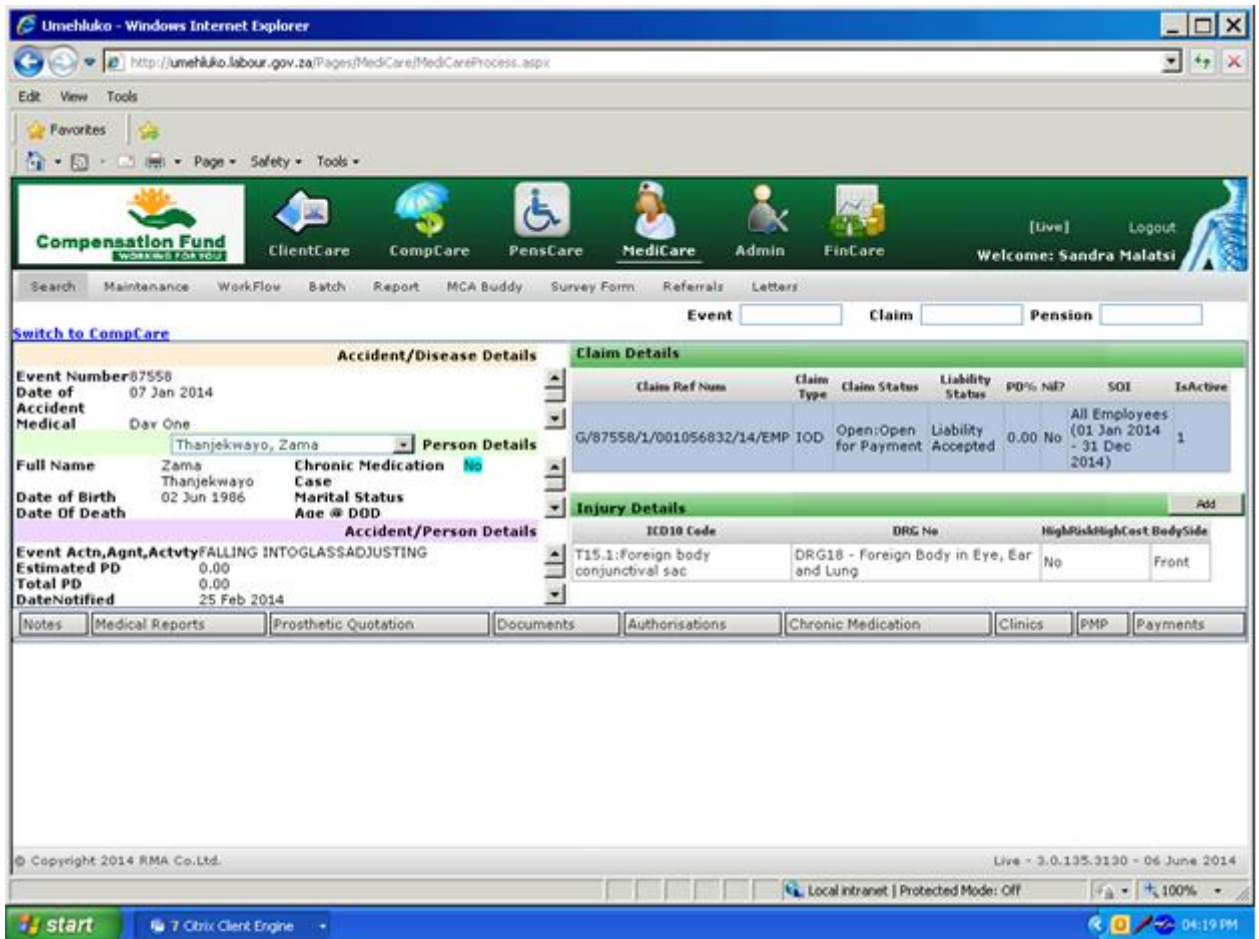 Umehluko - Windows Internet Explorer
http://umehluko.labour.gov.za/Pages/MediCare/MediCareProcess.aspx
Edit View Tools
Favorites
Page Safety Tools
Compensation Fund
WORKING FOR YOU
ClientCare CompCare PensCare MediCare Admin FinCare
[Live] Logout
Welcome: Sandra Malatsi
Search Maintenance WorkFlow Batch Report MCA Buddy Survey Form Referrals Letters
Event Claim Pension
Switch to CompCare
Accident/Disease Details
Event Number 87558
Date of Accident 07 Jan 2014
Medical Day One
Thanjekwayo, Zama Person Details
Full Name Zama Thanjekwayo Chronic Medication Case No
Date of Birth 02 Jun 1986 Marital Status
Date Of Death Age @ DOD
Accident/Person Details
Event Actn,Agnt,Actvty FALLING INTOGLASSADJUSTING
Estimated PD 0.00
Total PD 0.00
DateNotified 25 Feb 2014
Claim Details
Claim Ref Num Claim Type Claim Status Liability Status PD% Nil? SOI IsActive
G/87558/1/001056832/14/EMP IOD Open:Open for Payment Liability Accepted 0.00 No All Employees (01 Jan 2014 - 31 Dec 2014) 1
Injury Details Add
ICD10 Code DRG No HighRiskHighCost BodySide
T15.1:Foreign body conjunctival sac DRG18 - Foreign Body in Eye, Ear and Lung No Front
Notes Medical Reports Prosthetic Quotation Documents Authorisations Chronic Medication Clinics PMP Payments
© Copyright 2014 RMA Co.Ltd. Live - 3.0.135.3130 - 06 June 2014
Local intranet | Protected Mode: Off 100%
start 7 Citrix Client Engine 04:19 PM